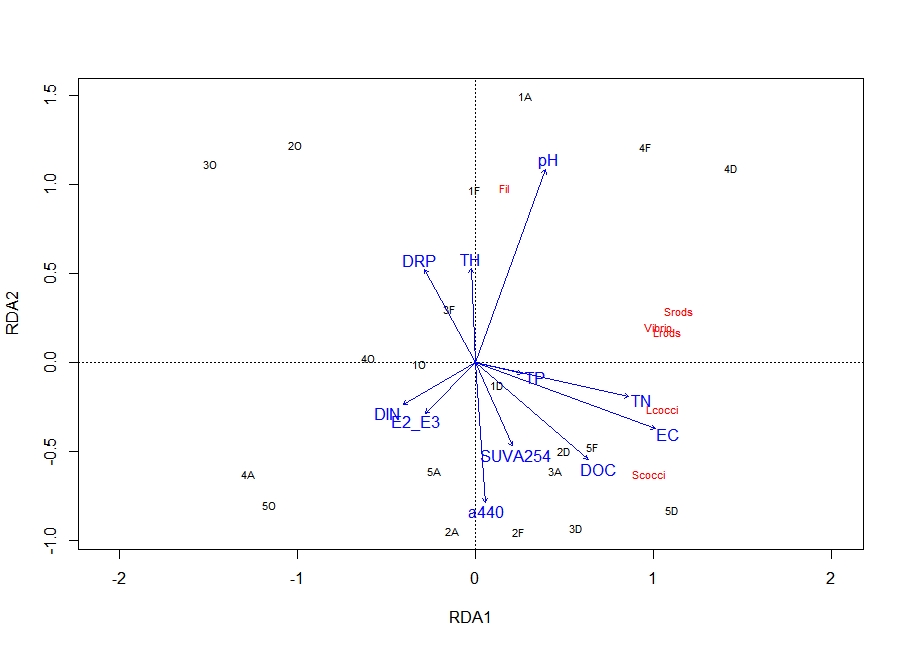 1.5
1A
2O
4F
3O
pH
4D
1.0
1F
Fil
DRP
TH
0.5
3F
Srods
RDA2
Vibrio
Lrods
0.0
4O
1O
TP
1D
TN
DIN
E2_E3
Lcocci
EC
-0.5
SUVA254
2D
5F
4A
5A
3A
DOC
Scocci
5O
a440
5D
2A
2F
3D
-1.0
-2
-1
0
1
2
RDA1